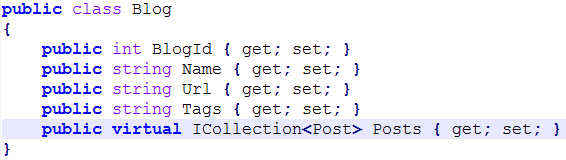 public class Blog
{
    public int BlogId { get; set; }
    public string Name { get; set; }
    public string Url { get; set; }
    public string Tags { get; set; }
    public virtual ICollection<Post> Posts { get; set; }
}